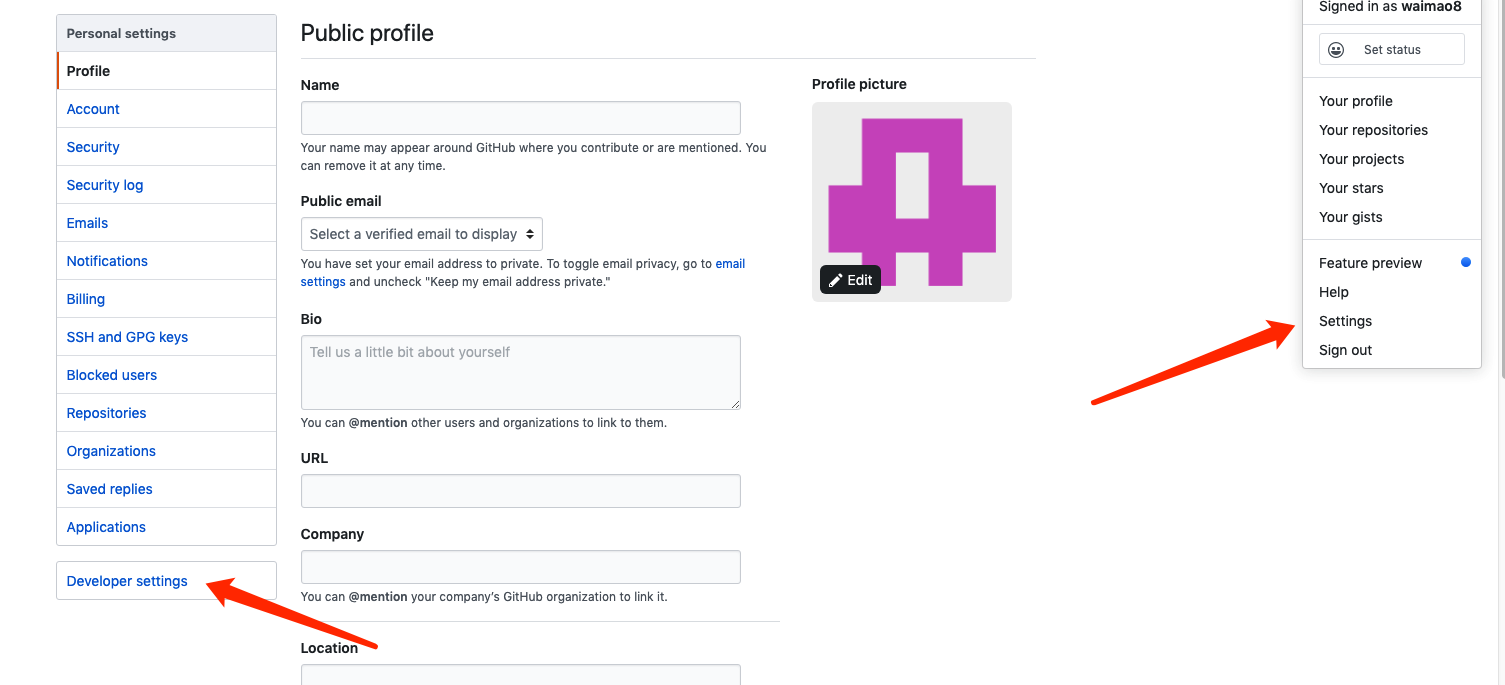 Personal settings
Profile
Account
Security
Security log
Emails
Notifications
Billing
SSH and GPG keys
Blocked users
Repositories
Organizations
Saved replies
Applications
Developer settings
Public profile
Name
Your name may appear around GitHub where you contribute or are mentioned. You
can remove it at any time.
Public email
Select a verified email to display
You have set your email address to private. To toggle email privacy, go to email
settings and uncheck "Keep my email address private."
Bio
Tell us a little bit about yourself
You can @mention other users and organizations to link to them.
URL
Company
You can @mention your company’s GitHub organization to link it.
Location
Profile picture
Edit
Signed in as waimao8
Set status
Your profile
Your repositories
Your projects
Your stars
Your gists
Feature preview
Help
Settings
Sign out